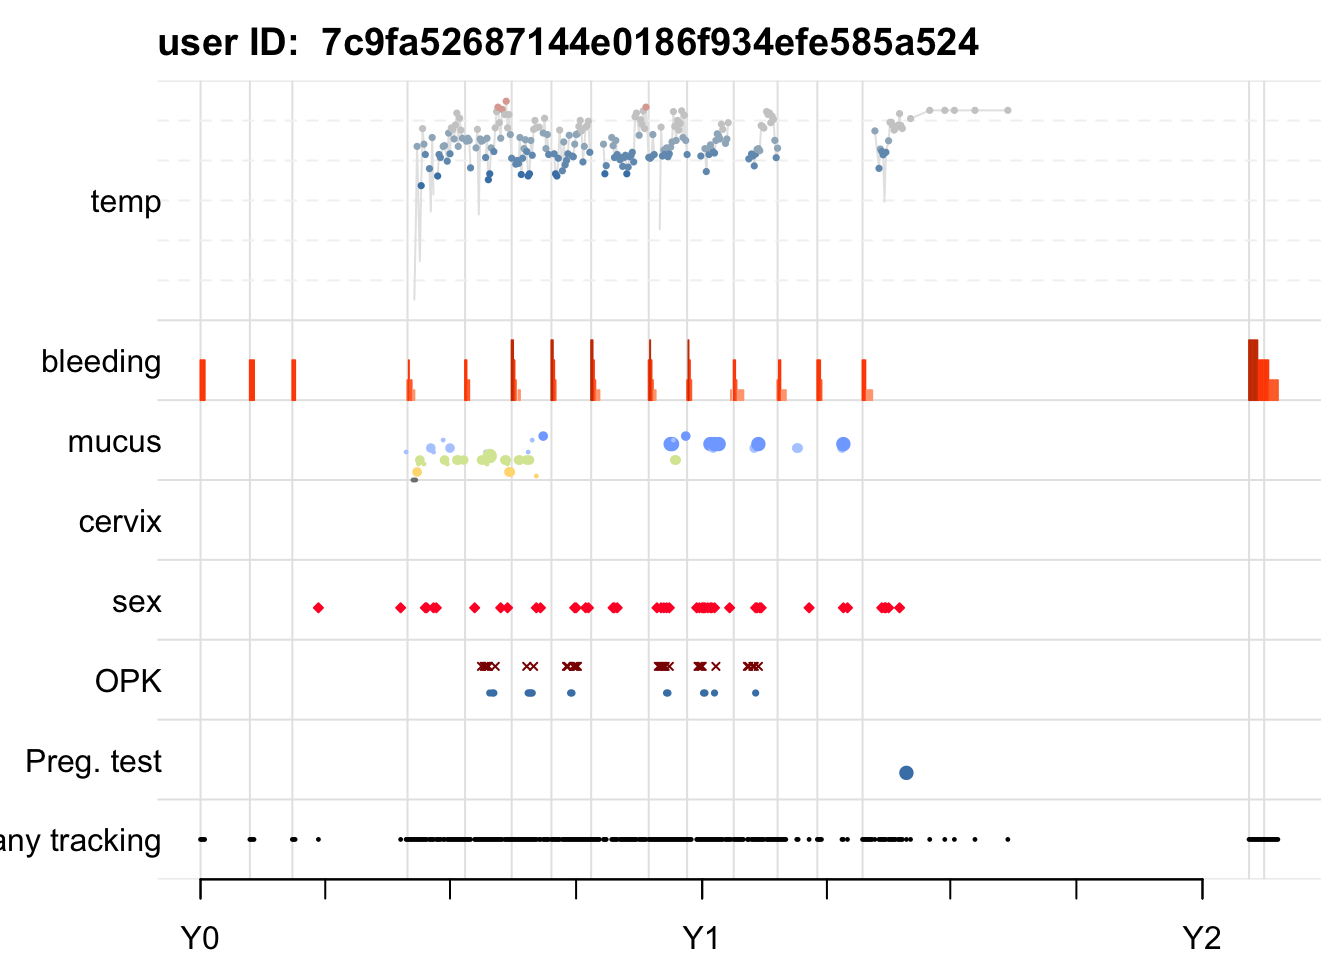 user ID: 7c9fa52687144e0186f934efe585a524
temp
bleeding
mucus
cervix
sex
OPK
Preg. test
any tracking
Y0 Y1 Y2